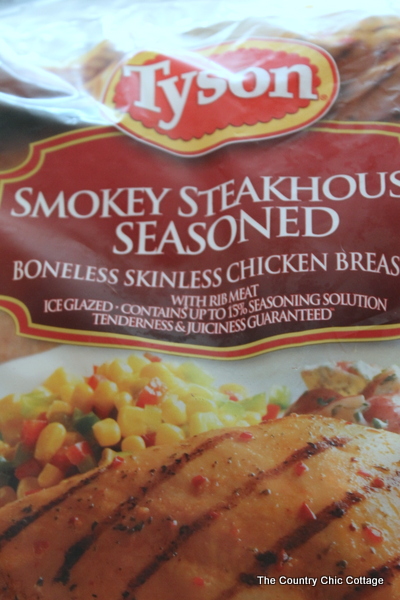 Tyson
SMOKEY STEAKHOUS
SEASONED
BONELESS SKINLESS CHICKEN BREAS
WITH RIB MEAT
ICE GLAZED · CONTAINS UP TO 15% SEASONING SOLUTION
TENDERNESS & JUICINESS GUARANTEED*
The Country Chic Cottage